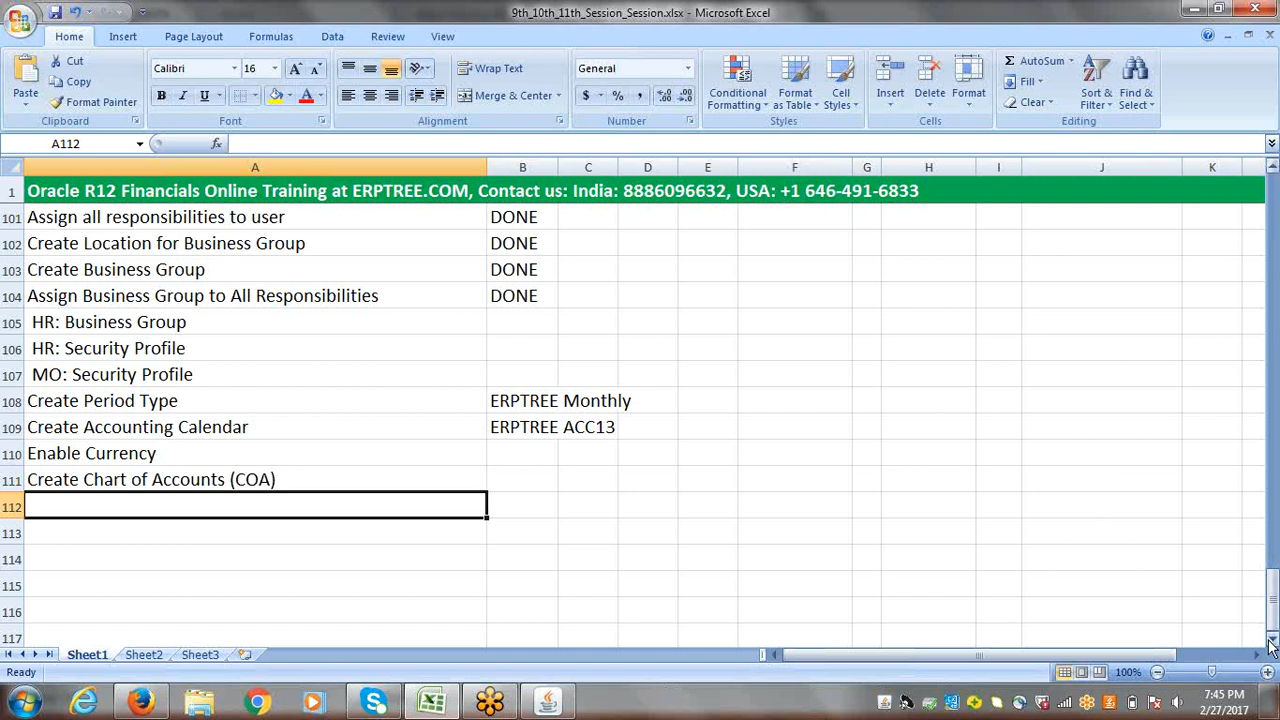 9th_10th_11th_Session_Session.xlsx - Microsoft Excel
Home Insert Page Layout Formulas Data Review View
Paste Cut Copy Format Painter Clipboard
Calibri 16 A A B I U A Font
Wrap Text Merge & Center Alignment
General $ % , Number
Conditional Formatting Format as Table Cell Styles Styles
Insert Delete Format Cells
Σ AutoSum Fill Clear Sort & Filter Find & Select Editing
A112 fx
A B C D E F G H I J K
1 Oracle R12 Financials Online Training at ERPTREE.COM, Contact us: India: 8886096632, USA: +1 646-491-6833
101 Assign all responsibilities to user DONE
102 Create Location for Business Group DONE
103 Create Business Group DONE
104 Assign Business Group to All Responsibilities DONE
105 HR: Business Group
106 HR: Security Profile
107 MO: Security Profile
108 Create Period Type ERPTREE Monthly
109 Create Accounting Calendar ERPTREE ACC13
110 Enable Currency
111 Create Chart of Accounts (COA)
112
113
114
115
116
117
Sheet1 Sheet2 Sheet3
Ready 100%
7:45 PM
2/27/2017